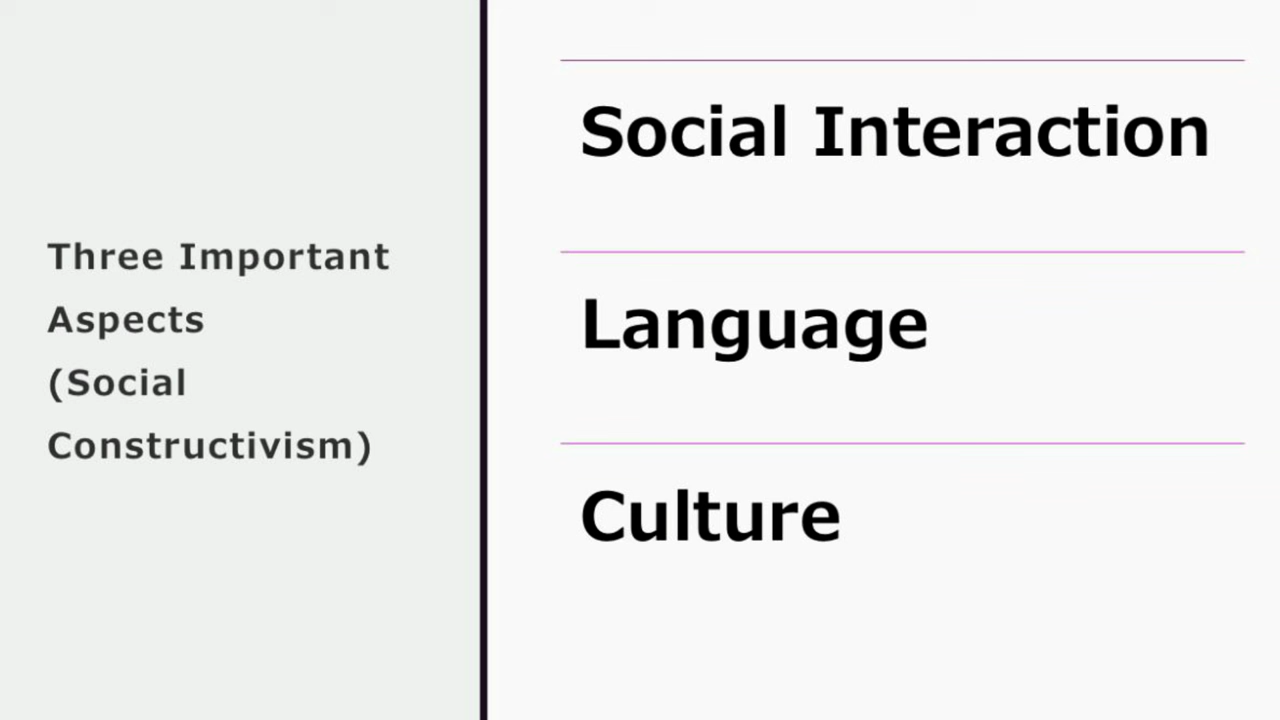 Three Important
Aspects
(Social
Constructivism)
Social Interaction
Language
Culture